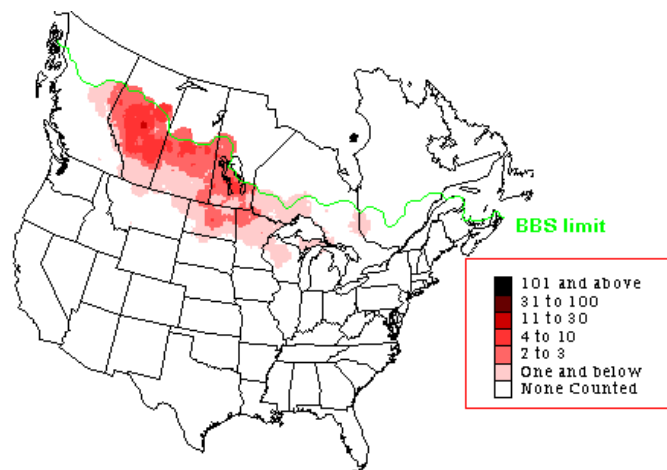 BBS limit
101 and above
31 to 100
11 to 30
4 to 10
2 to 3
One and below
None Counted